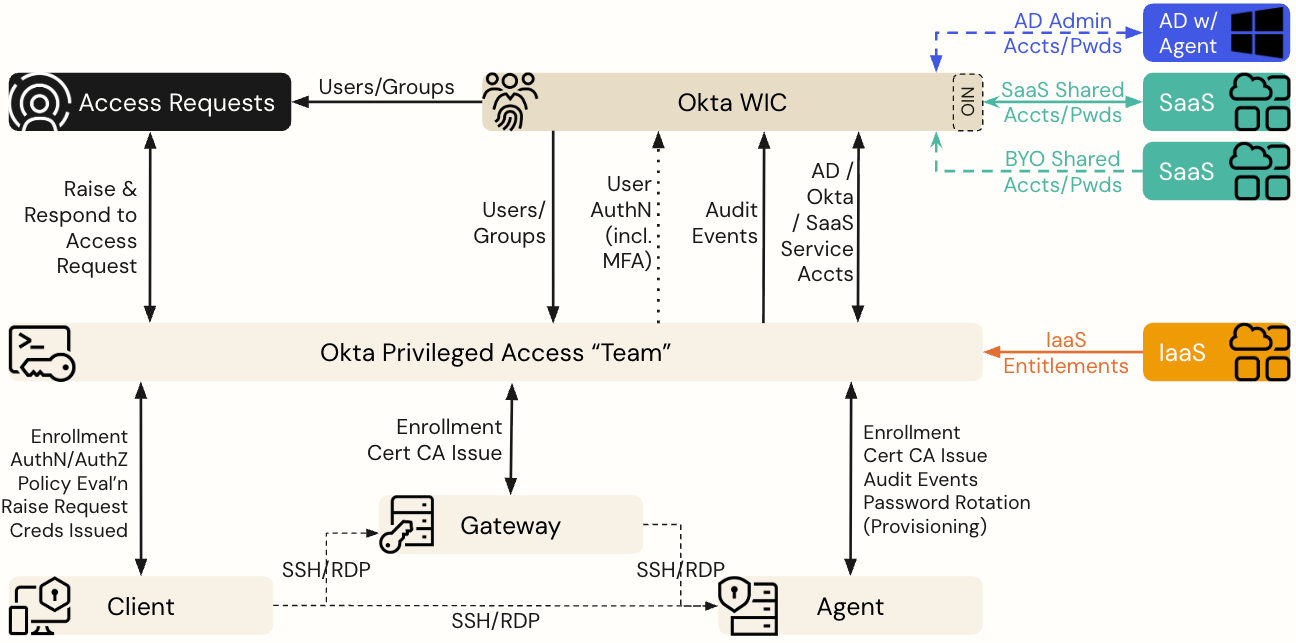 AD Admin
Accts/Pwds
AD w/
Agent
Access Requests
Users/Groups
Okta WIC
OIN
SaaS Shared
Accts/Pwds
SaaS
BYO Shared
Accts/Pwds
SaaS
Raise &
Respond to
Access
Request
Users/
Groups
User
AuthN
(incl.
MFA)
Audit
Events
AD /
Okta
/ SaaS
Service
Accts
>_
Okta Privileged Access “Team”
IaaS
Entitlements
IaaS
Enrollment
AuthN/AuthZ
Policy Eval’n
Raise Request
Creds Issued
Enrollment
Cert CA Issue
Enrollment
Cert CA Issue
Audit Events
Password Rotation
(Provisioning)
Gateway
SSH/RDP
SSH/RDP
Client
SSH/RDP
Agent